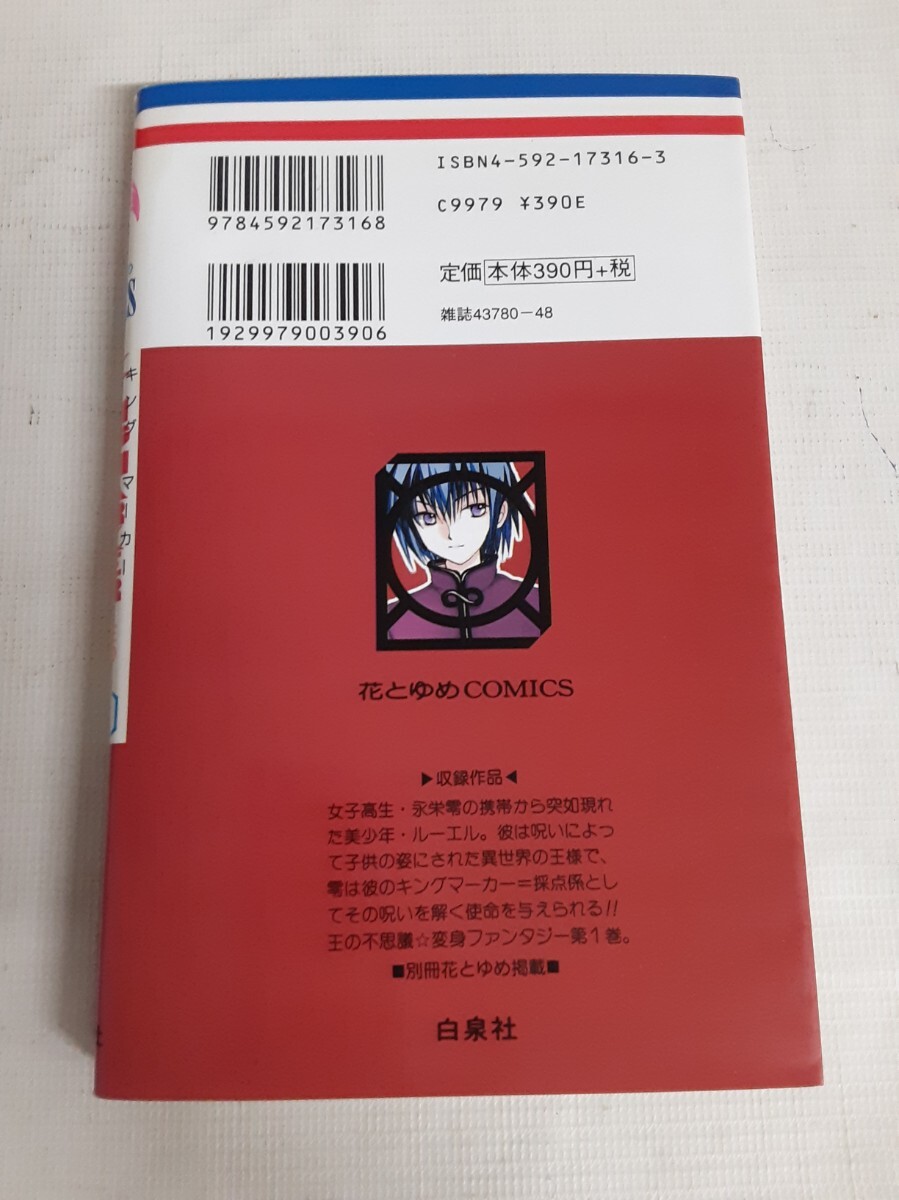 ISBN4-592-17316-3
9784592173168
C9979 ¥390E
定価 本体390円+税
1929979003906
雑誌43780-48
キングマーカー
花とゆめCOMICS
▶収録作品◀
女子高生・永栄零の携帯から突如現れ
た美少年・ルーエル。彼は呪いによっ
て子供の姿にされた異世界の王様で、
零は彼のキングマーカー=採点係とし
てその呪いを解く使命を与えられる!!
王の不思議☆変身ファンタジー第1巻。
■別冊花とゆめ掲載■
白泉社